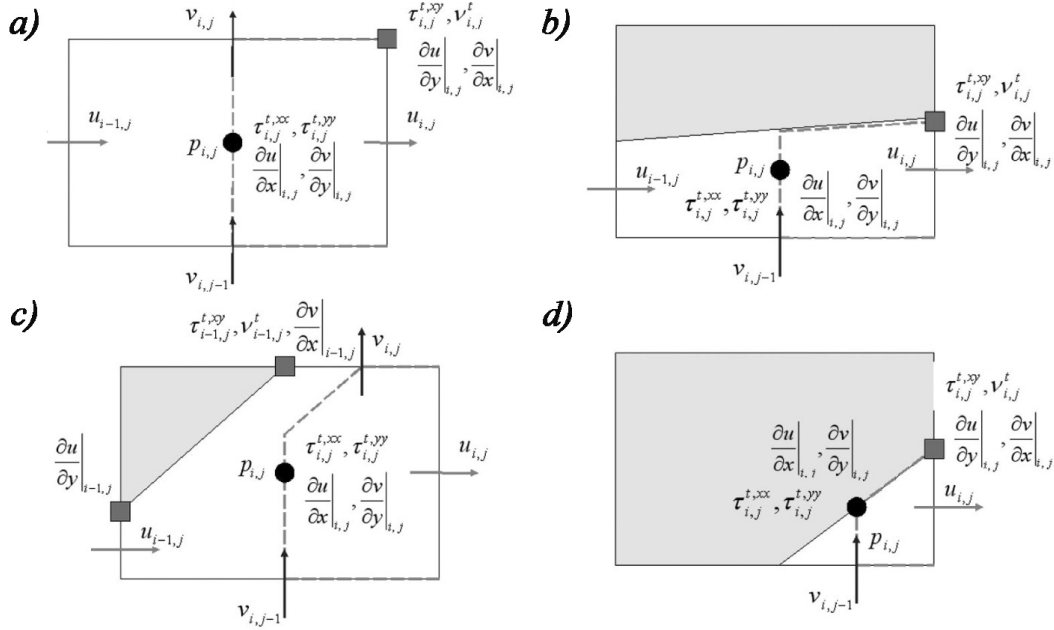 a)
v_{i,j}
τ^{t,xy}_{i,j}, ν^t_{i,j}
∂u/∂y|_{i,j}, ∂v/∂x|_{i,j}
u_{i-1,j}
u_{i,j}
τ^{t,xx}_{i,j}, τ^{t,yy}_{i,j}
p_{i,j}
∂u/∂x|_{i,j}, ∂v/∂y|_{i,j}
v_{i,j-1}
b)
τ^{t,xy}_{i,j}, ν^t_{i,j}
∂u/∂y|_{i,j}, ∂v/∂x|_{i,j}
u_{i,j}
p_{i,j}
u_{i-1,j}
τ^{t,xx}_{i,j}, τ^{t,yy}_{i,j}
∂u/∂x|_{i,j}, ∂v/∂y|_{i,j}
v_{i,j-1}
c)
τ^{t,xy}_{i-1,j}, ν^t_{i-1,j}, ∂v/∂x|_{i-1,j}
v_{i,j}
∂u/∂y|_{i-1,j}
τ^{t,xx}_{i,j}, τ^{t,yy}_{i,j}
u_{i,j}
p_{i,j}
∂u/∂x|_{i,j}, ∂v/∂y|_{i,j}
u_{i-1,j}
v_{i,j-1}
d)
τ^{t,xy}_{i,j}, ν^t_{i,j}
∂u/∂y|_{i,j}, ∂v/∂x|_{i,j}
∂u/∂x|_{i,j}, ∂v/∂y|_{i,j}
τ^{t,xx}_{i,j}, τ^{t,yy}_{i,j}
u_{i,j}
p_{i,j}
v_{i,j-1}